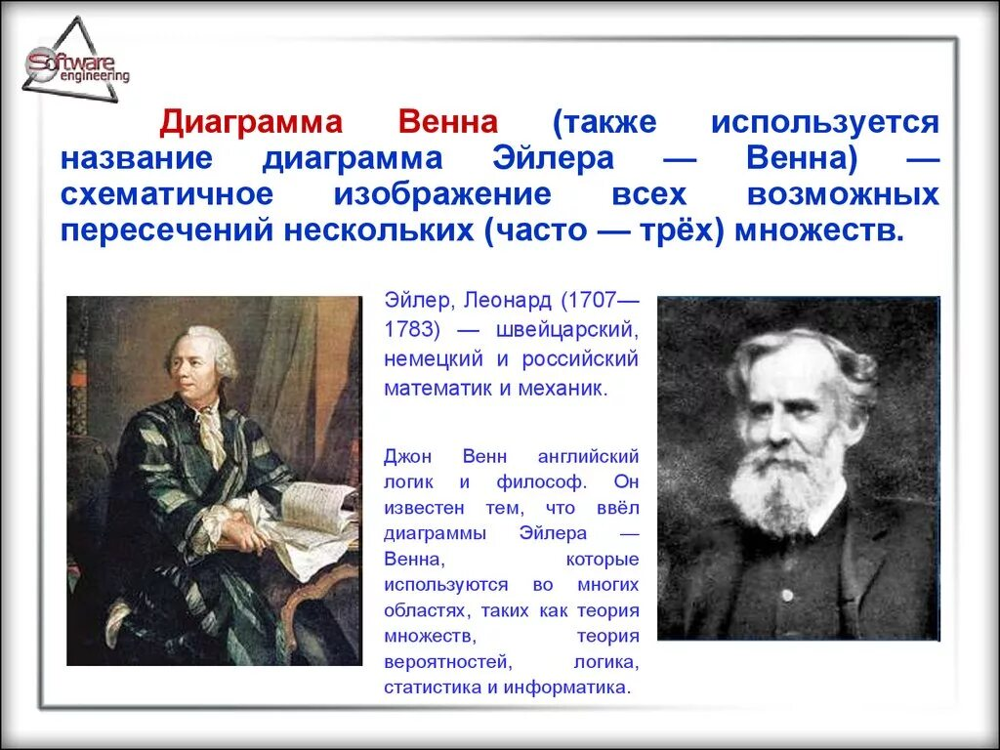 Software
engineering
Диаграмма Венна (также используется
название диаграмма Эйлера — Венна) —
схематичное изображение всех возможных
пересечений нескольких (часто — трёх) множеств.
Эйлер, Леонард (1707—
1783) — швейцарский,
немецкий и российский
математик и механик.
Джон Венн английский
логик и философ. Он
известен тем, что ввёл
диаграммы Эйлера —
Венна, которые
используются во многих
областях, таких как теория
множеств, теория
вероятностей, логика,
статистика и информатика.